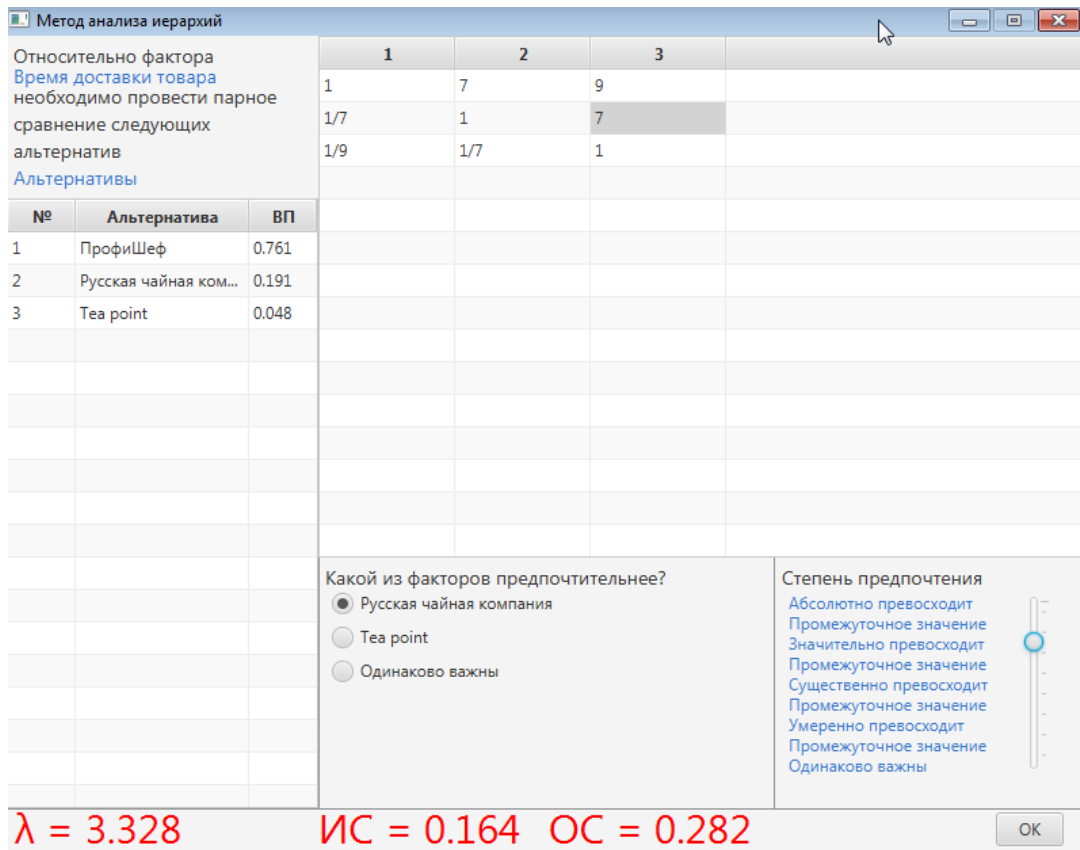 Метод анализа иерархий
Относительно фактора
Время доставки товара
необходимо провести парное
сравнение следующих
альтернатив
Альтернативы
№ Альтернатива ВП
1 ПрофиШеф 0.761
2 Русская чайная ком... 0.191
3 Tea point 0.048
1 2 3
1 7 9
1/7 1 7
1/9 1/7 1
Какой из факторов предпочтительнее?
Русская чайная компания
Tea point
Одинаково важны
Степень предпочтения
Абсолютно превосходит
Промежуточное значение
Значительно превосходит
Промежуточное значение
Существенно превосходит
Промежуточное значение
Умеренно превосходит
Промежуточное значение
Одинаково важны
λ = 3.328 ИС = 0.164 ОС = 0.282
ОК